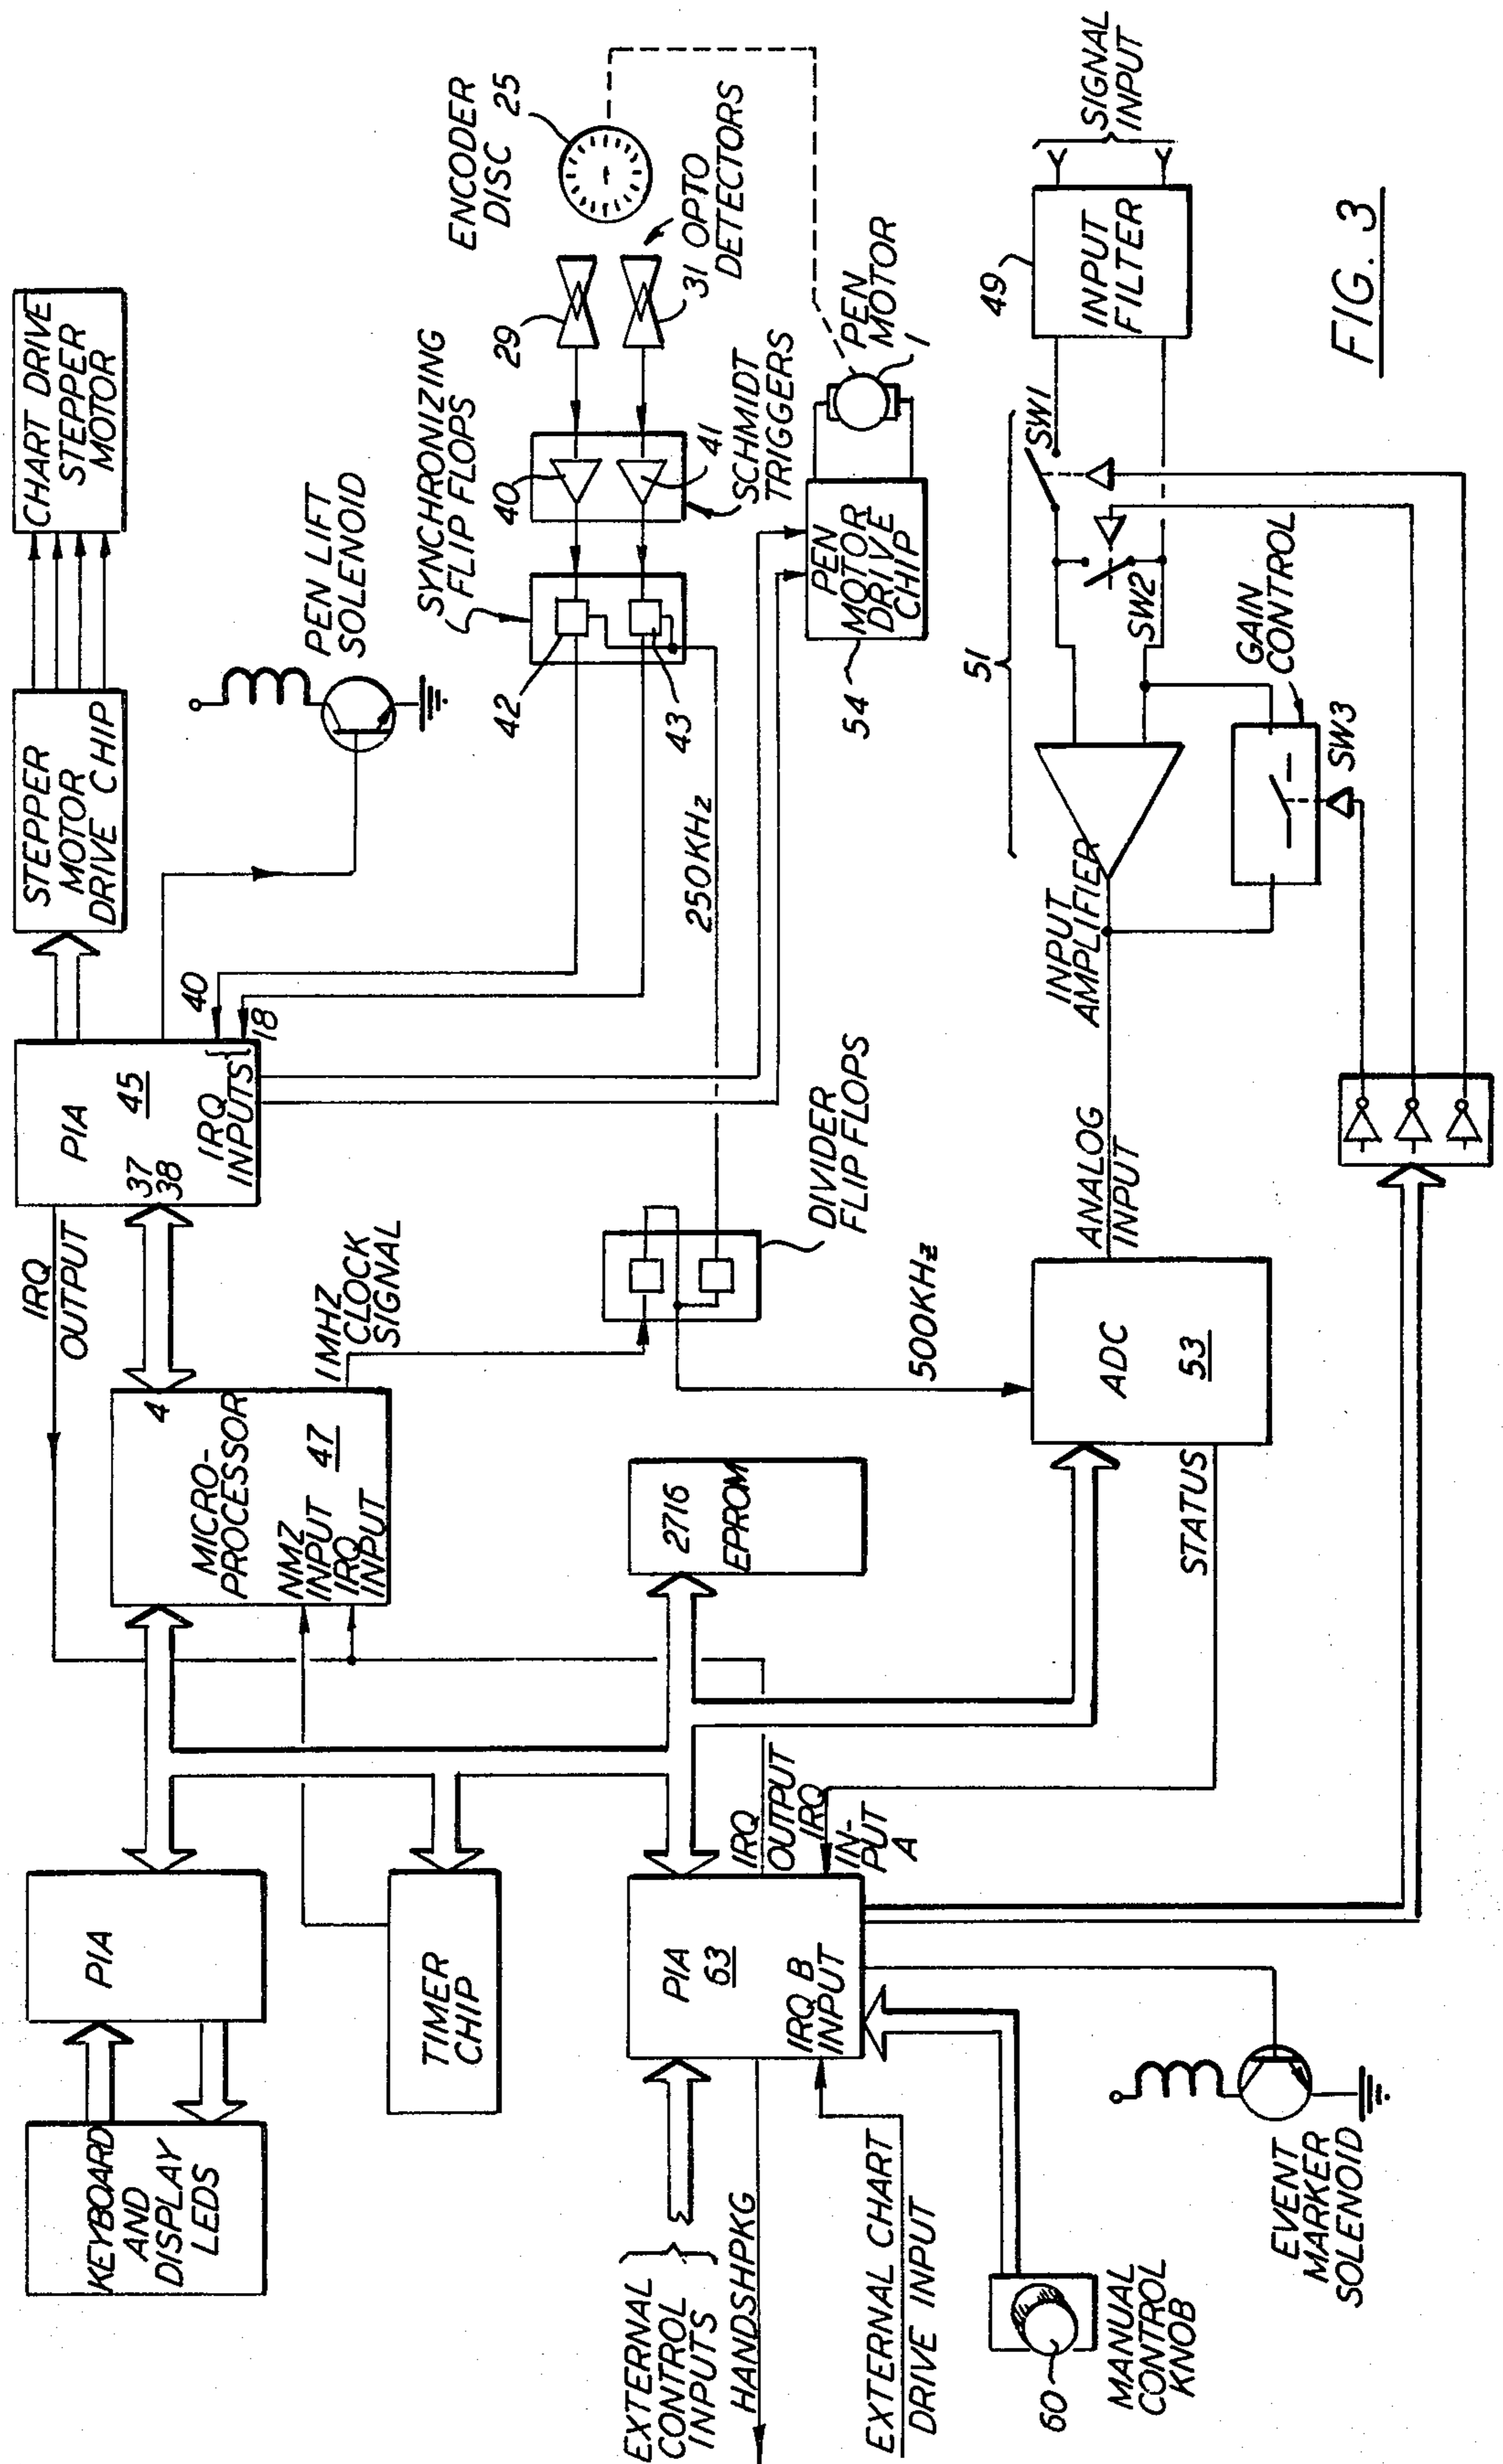 KEYBOARD
AND
DISPLAY
LEDS
PIA
MICRO-
PROCESSOR
4
47
NMZ
INPUT
IRQ
INPUT
IRQ
OUTPUT
PIA
45
37
38
IRQ
INPUTS
40
18
STEPPER
MOTOR
DRIVE CHIP
CHART DRIVE
STEPPER
MOTOR
PEN LIFT
SOLENOID
1MHZ
CLOCK
SIGNAL
TIMER
CHIP
SYNCHRONIZING
FLIP FLOPS
42
43
40
41
29
31
OPTO
DETECTORS
ENCODER
DISC 25
SCHMIDT
TRIGGERS
250KHz
DIVIDER
FLIP FLOPS
500KHz
PEN
MOTOR
DRIVE
CHIP
54
PEN
MOTOR
1
EXTERNAL
CONTROL
INPUTS
HANDSHPKG
EXTERNAL CHART
DRIVE INPUT
PIA
63
IRQ B
INPUT
IRQ
OUTPUT
IRQ
IN-
PUT
A
2716
EPROM
STATUS
ADC
53
ANALOG
INPUT
INPUT
AMPLIFIER
51
SW1
SW2
GAIN
CONTROL
SW3
49
INPUT
FILTER
SIGNAL
INPUT
60
MANUAL
CONTROL
KNOB
EVENT
MARKER
SOLENOID
FIG. 3